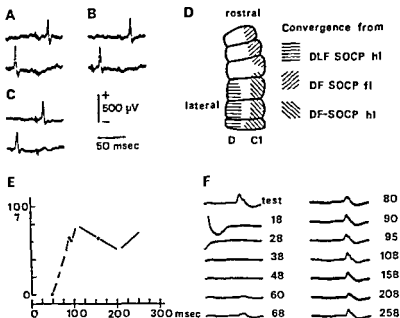 A
B
C
+
500 µV
−
50 msec
D
rostral
lateral
D C1
Convergence from
DLF SOCP hl
DF SOCP fl
DF-SOCP hl
E
100
7
0
0 100 200 300 msec
F
test
18
28
38
48
60
68
80
90
95
108
158
208
258